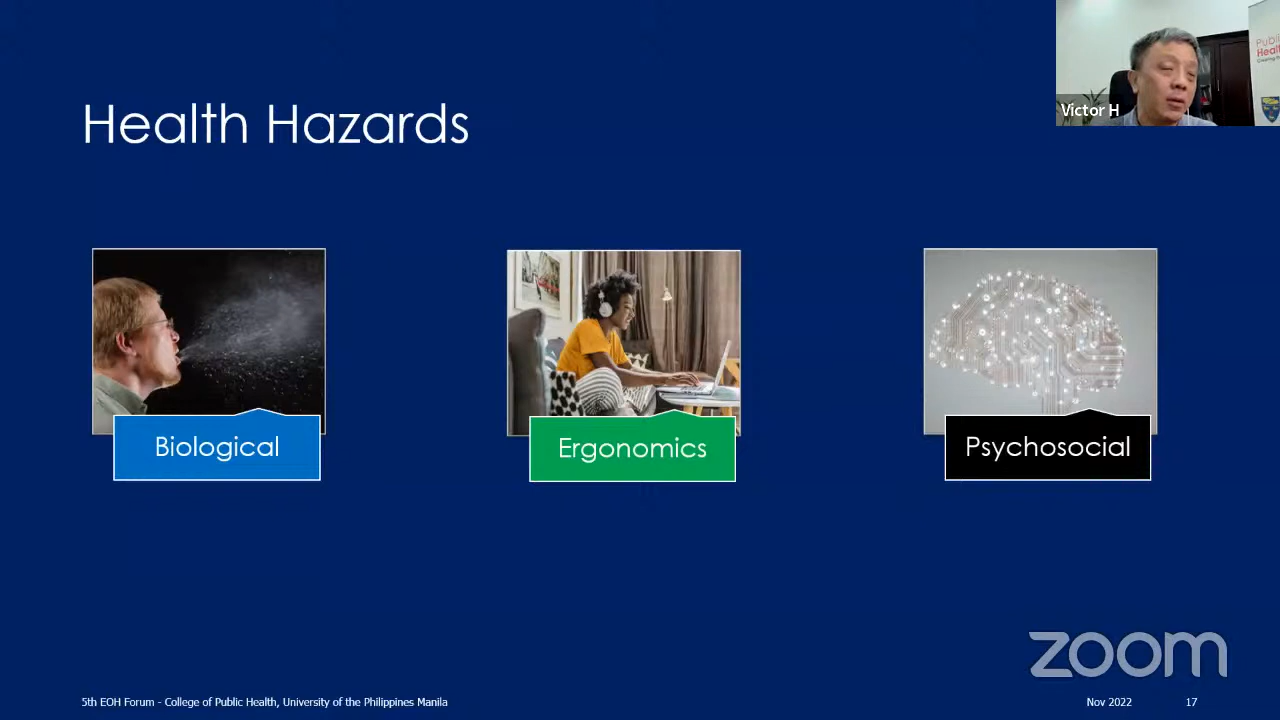 Health Hazards
Victor H
Biological
Ergonomics
Psychosocial
zoom
5th EOH Forum - College of Public Health, University of the Philippines Manila
Nov 2022
17